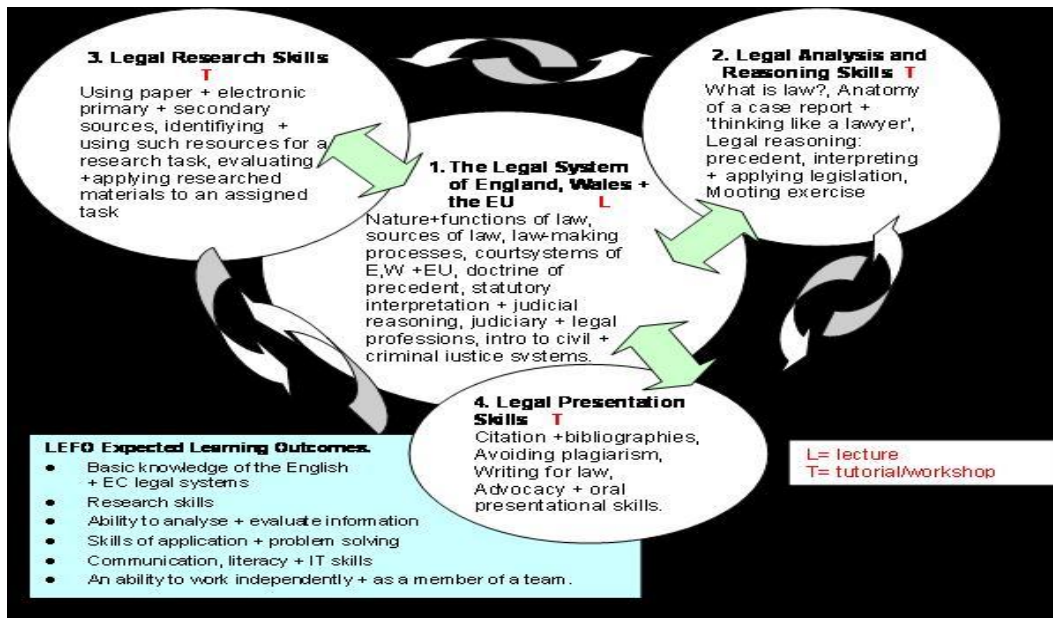 3. Legal Research Skills
T
Using paper + electronic
primary + secondary
sources, identifiying +
using such resources for a
research task, evaluating
+applying researched
materials to an assigned
task
2. Legal Analysis and
Reasoning Skills T
What is law?, Anatomy
of a case report +
'thinking like a lawyer',
Legal reasoning:
precedent, interpreting
+ applying legislation,
Mooting exercise
1. The Legal System
of England, Wales +
the EU L
Nature+functions of law,
sources of law, law-making
processes, courtsystems of
E,W +EU, doctrine of
precedent, statutory
interpretation + judicial
reasoning, judiciary + legal
professions, intro to civil +
criminal justice systems.
4. Legal Presentation
Skills T
Citation +bibliographies,
Avoiding plagiarism,
Writing for law,
Advocacy + oral
presentational skills.
LEFO Expected Learning Outcomes.
● Basic knowledge of the English
+ EC legal systems
● Research skills
● Ability to analyse + evaluate information
● Skills of application + problem solving
● Communication, literacy + IT skills
● An ability to work independently + as a member of a team.
L= lecture
T= tutorial/workshop